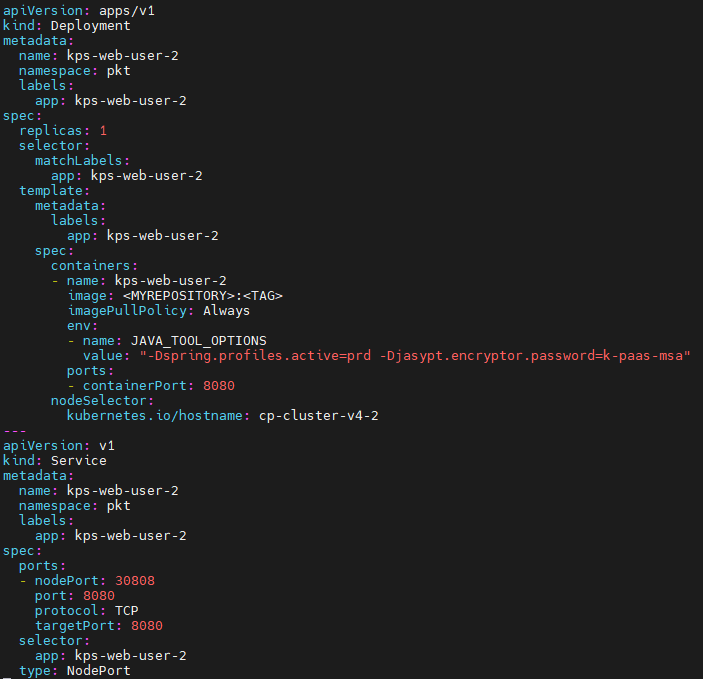 apiVersion: apps/v1
kind: Deployment
metadata:
  name: kps-web-user-2
  namespace: pkt
  labels:
    app: kps-web-user-2
spec:
  replicas: 1
  selector:
    matchLabels:
      app: kps-web-user-2
  template:
    metadata:
      labels:
        app: kps-web-user-2
    spec:
      containers:
      - name: kps-web-user-2
        image: <MYREPOSITORY>:<TAG>
        imagePullPolicy: Always
        env:
        - name: JAVA_TOOL_OPTIONS
          value: "-Dspring.profiles.active=prd -Djasypt.encryptor.password=k-paas-msa"
        ports:
        - containerPort: 8080
      nodeSelector:
        kubernetes.io/hostname: cp-cluster-v4-2
---
apiVersion: v1
kind: Service
metadata:
  name: kps-web-user-2
  namespace: pkt
  labels:
    app: kps-web-user-2
spec:
  ports:
  - nodePort: 30808
    port: 8080
    protocol: TCP
    targetPort: 8080
  selector:
    app: kps-web-user-2
  type: NodePort